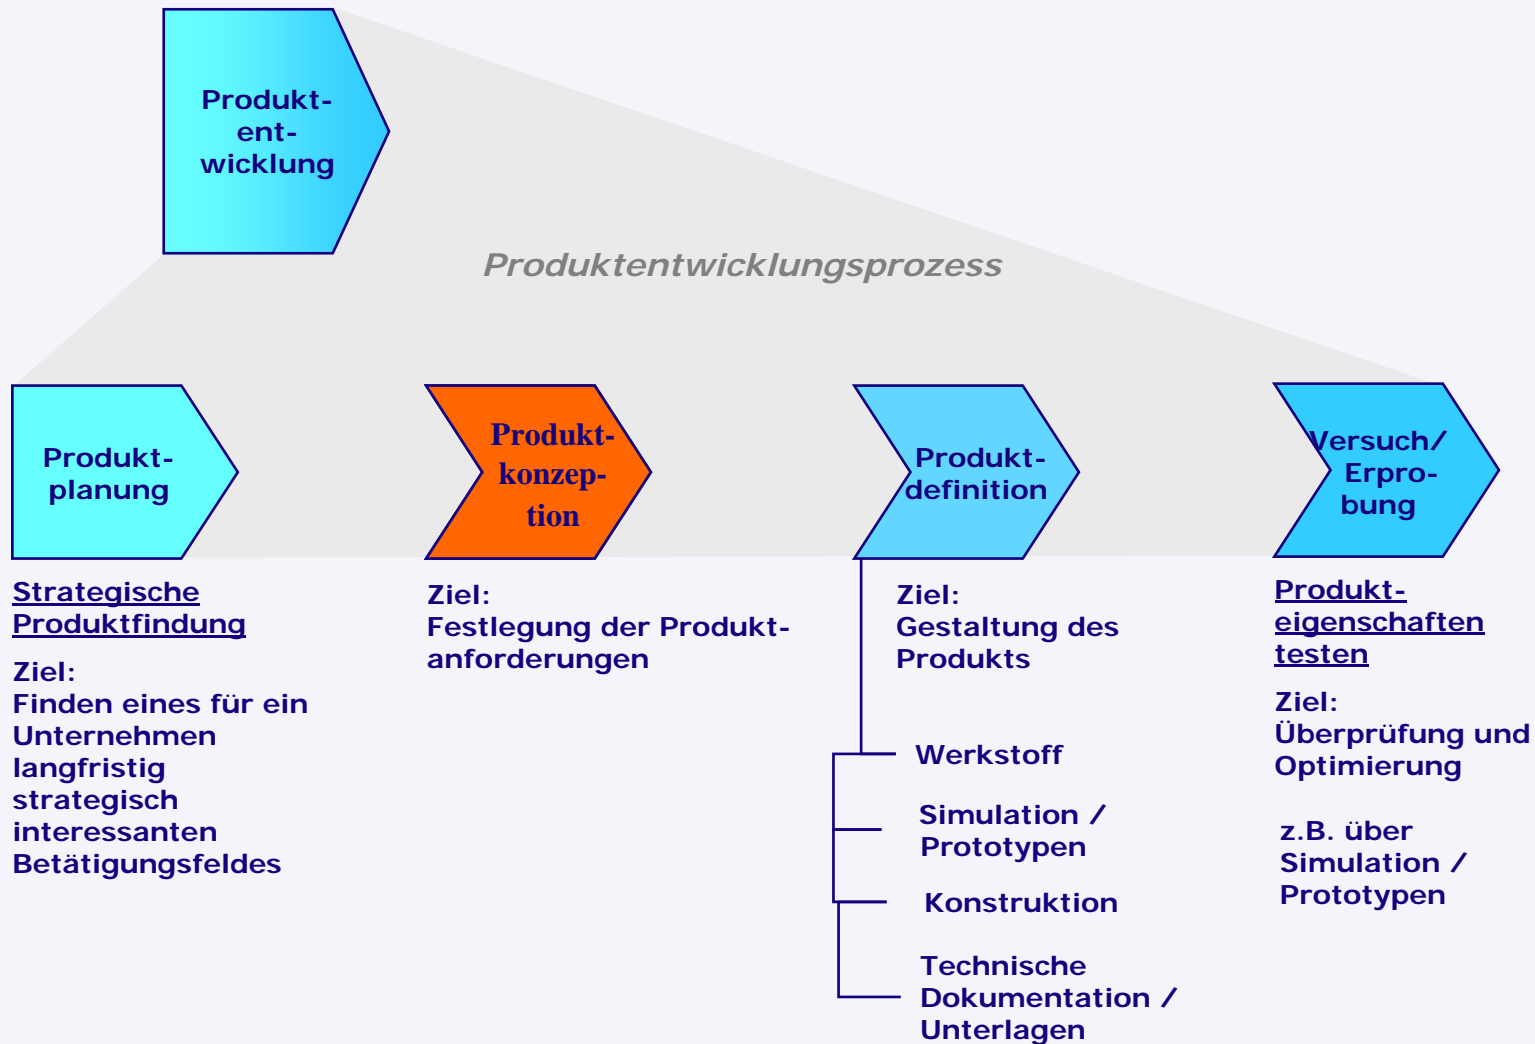 Produkt-
ent-
wicklung
Produktentwicklungsprozess
Produkt-
planung
Produkt-
konzep-
tion
Produkt-
definition
Versuch/
Erpro-
bung
Strategische
Produktfindung
Ziel:
Finden eines für ein
Unternehmen
langfristig
strategisch
interessanten
Betätigungsfeldes
Ziel:
Festlegung der Produkt-
anforderungen
Ziel:
Gestaltung des
Produkts
Werkstoff
Simulation /
Prototypen
Konstruktion
Technische
Dokumentation /
Unterlagen
Produkt-
eigenschaften
testen
Ziel:
Überprüfung und
Optimierung
z.B. über
Simulation /
Prototypen